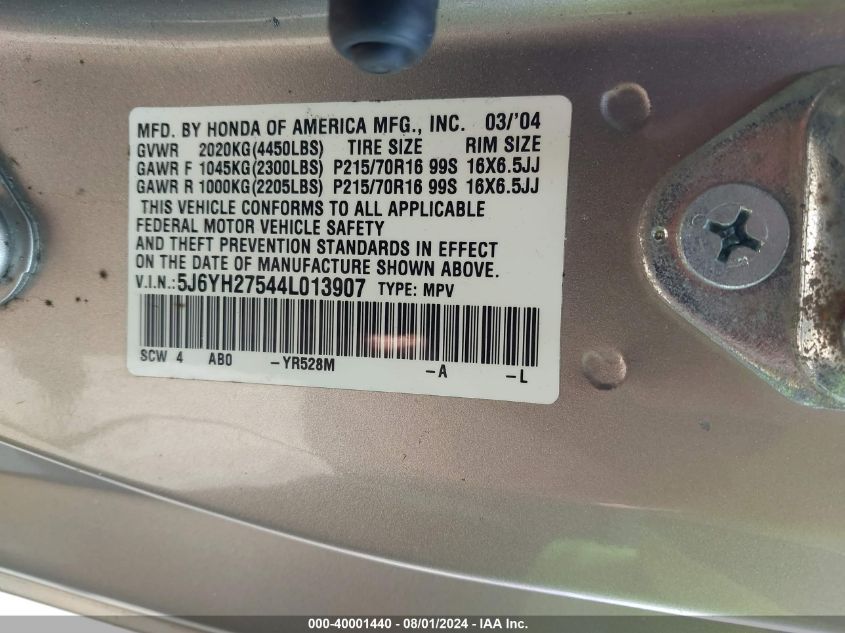 MFD. BY HONDA OF AMERICA MFG., INC. 03/'04
GVWR 2020KG(4450LBS) TIRE SIZE RIM SIZE
GAWR F 1045KG(2300LBS) P215/70R16 99S 16X6.5JJ
GAWR R 1000KG(2205LBS) P215/70R16 99S 16X6.5JJ
THIS VEHICLE CONFORMS TO ALL APPLICABLE
FEDERAL MOTOR VEHICLE SAFETY
AND THEFT PREVENTION STANDARDS IN EFFECT
ON THE DATE OF MANUFACTURE SHOWN ABOVE.
V.I.N.:5J6YH27544L013907 TYPE: MPV
SCW 4 AB0 -YR528M -A -L
000-40001440 - 08/01/2024 - IAA Inc.